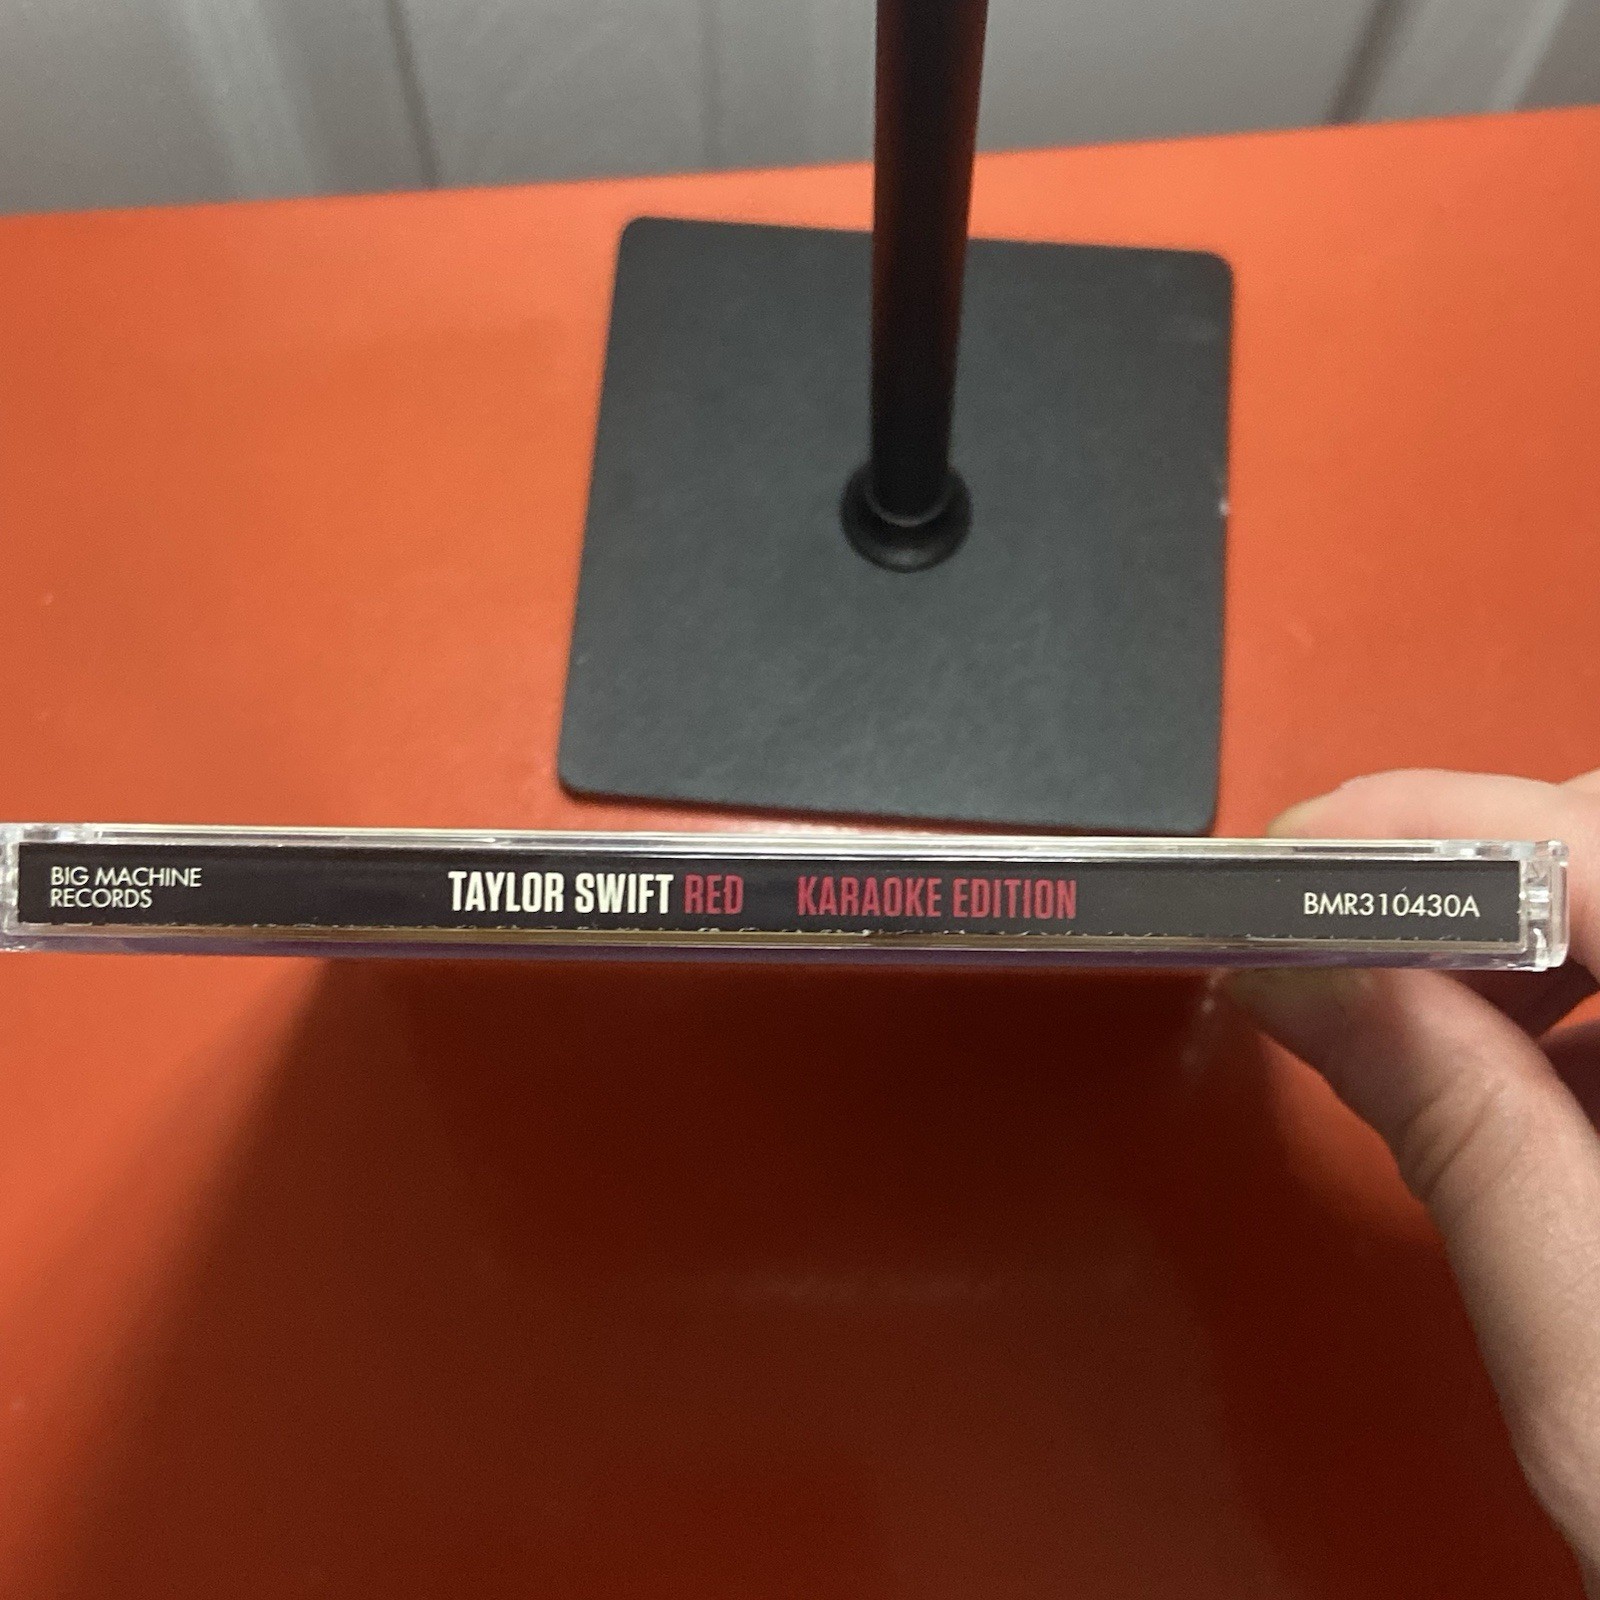 BIG MACHINE
RECORDS
TAYLOR SWIFT RED KARAOKE EDITION
BMR310430A